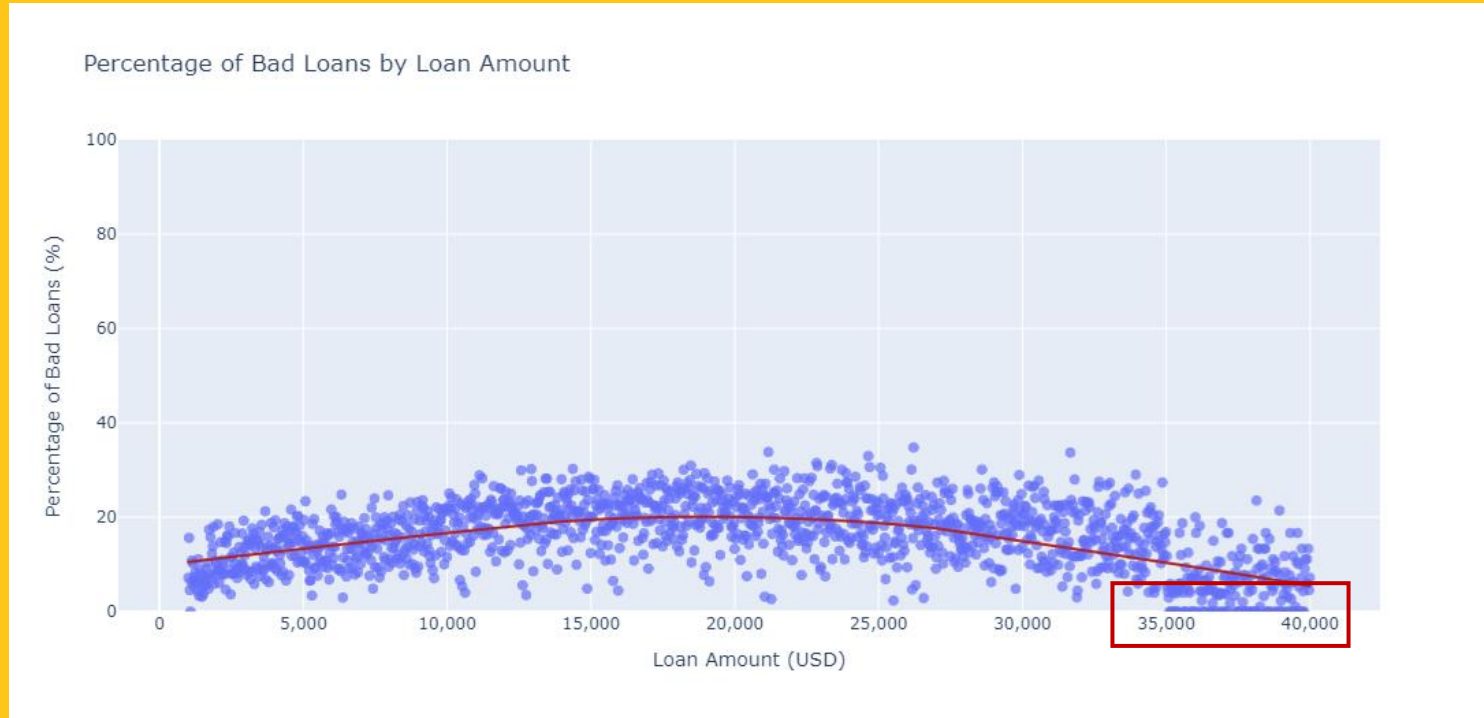 Percentage of Bad Loans by Loan Amount
100
80
60
40
20
0
Percentage of Bad Loans (%)
0 5,000 10,000 15,000 20,000 25,000 30,000 35,000 40,000
Loan Amount (USD)